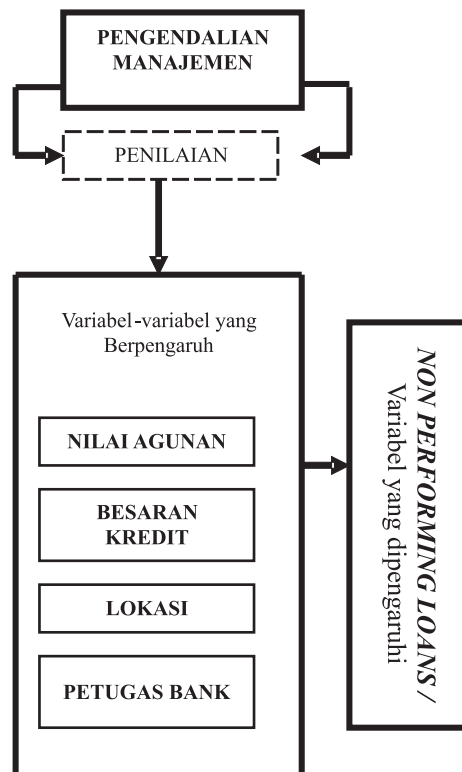 PENGENDALIAN
MANAJEMEN
PENILAIAN
Variabel-variabel yang
Berpengaruh
NILAI AGUNAN
BESARAN
KREDIT
LOKASI
PETUGAS BANK
NON PERFORMING LOANS /
Variabel yang dipengaruhi